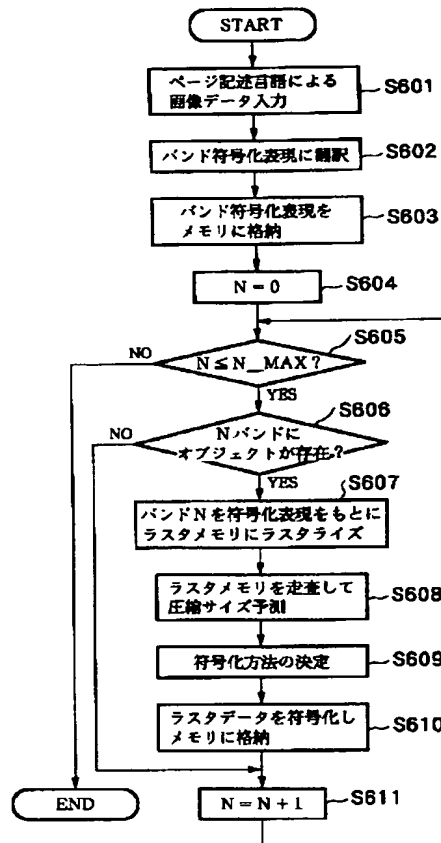 START
ページ記述言語による
画像データ入力
S601
バンド符号化表現に翻訳
S602
バンド符号化表現を
メモリに格納
S603
N = 0
S604
S605
NO
N ≤ N__MAX ?
YES
S606
NO
Nバンドに
オブジェクトが存在?
YES
S607
バンドNを符号化表現をもとに
ラスタメモリにラスタライズ
ラスタメモリを走査して
圧縮サイズ予測
S608
符号化方法の決定
S609
ラスタデータを符号化し
メモリに格納
S610
END
N = N + 1
S611